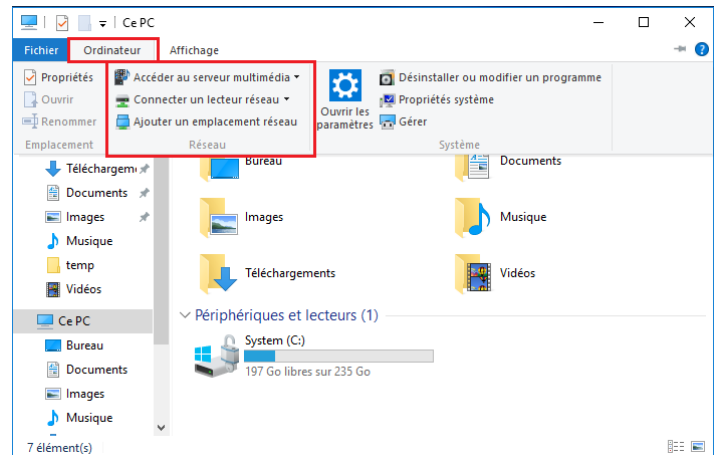 Ce PC
Fichier Ordinateur Affichage
Propriétés
Ouvrir
Renommer
Emplacement
Accéder au serveur multimédia
Connecter un lecteur réseau
Ajouter un emplacement réseau
Réseau
Ouvrir les
paramètres
Désinstaller ou modifier un programme
Propriétés système
Gérer
Système
Téléchargem
Documents
Images
Musique
temp
Vidéos
Ce PC
Bureau
Documents
Images
Musique
Bureau
Documents
Images
Musique
Téléchargements
Vidéos
Périphériques et lecteurs (1)
System (C:)
197 Go libres sur 235 Go
7 élément(s)